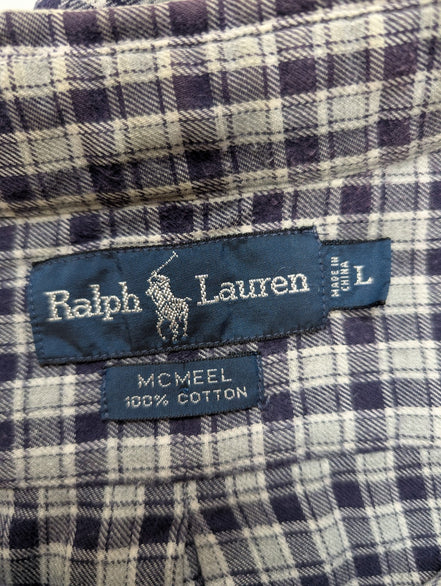 Ralph Lauren
MADE IN
CHINA
L
MCMEEL
100% COTTON